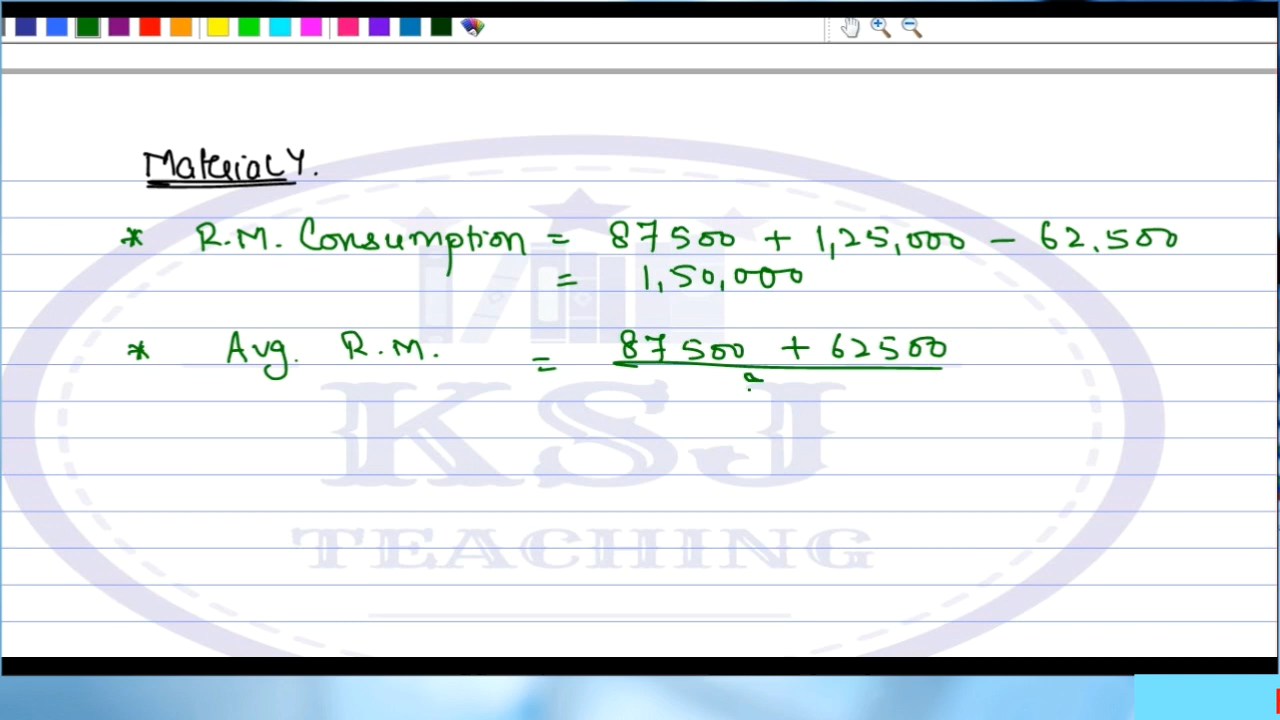 Material Y.
* R.M. Consumption = 87500 + 1,25,000 - 62.500
= 1,50,000
* Avg. R.M. = 87500 + 62500
2
KSJ
TEACHING